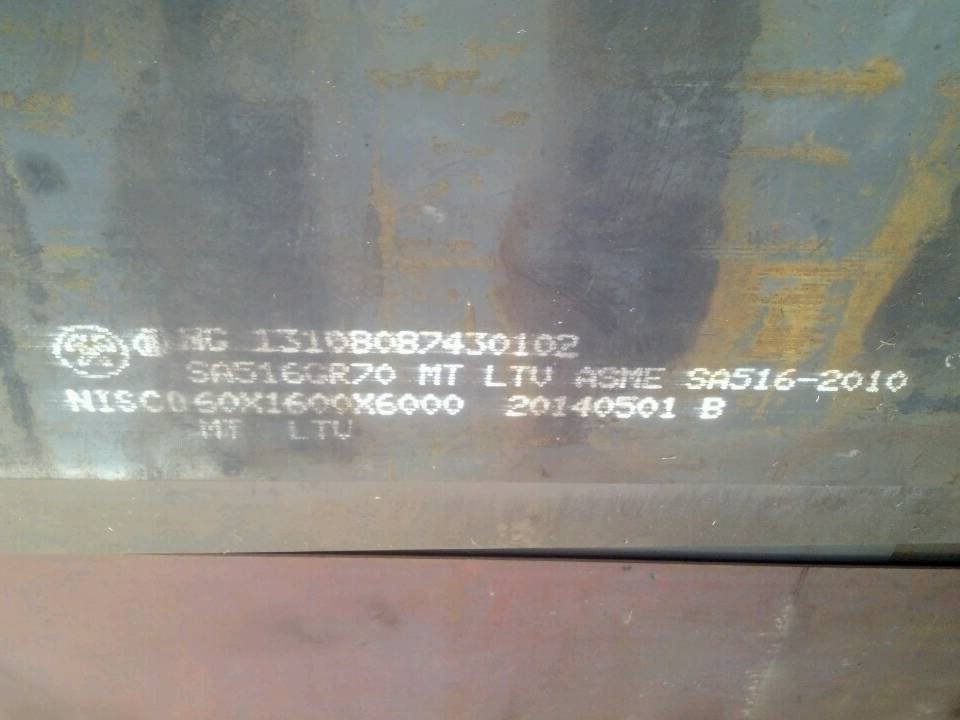 NG 13108087430102
SA516GR70 MT LTV ASME SA516-2010
NISCO 60X1600X6000 20140501 B
MT LTV